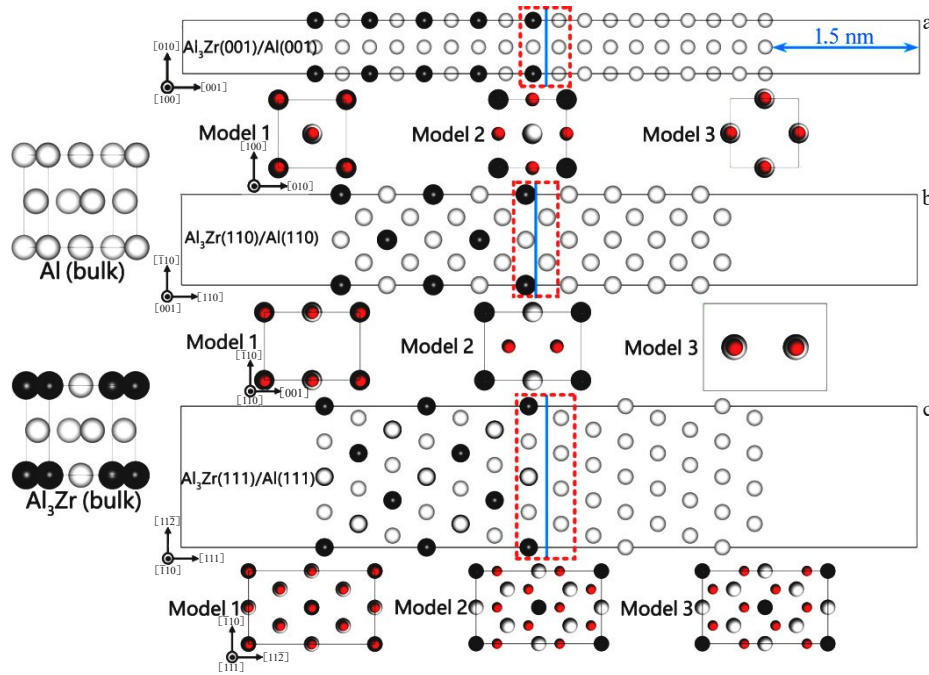 a
[010]
Al₃Zr(001)/Al(001)
1.5 nm
[100]
[001]
Model 1
Model 2
Model 3
[100]
[010]
b
Al₃Zr(110)/Al(110)
Al (bulk)
[1̄10]
[001]
[110]
Model 1
Model 2
Model 3
[1̄10]
[110]
[001]
c
Al₃Zr(111)/Al(111)
Al₃Zr (bulk)
[112̄]
[1̄10]
[111]
Model 1
Model 2
Model 3
[1̄10]
[111]
[112̄]